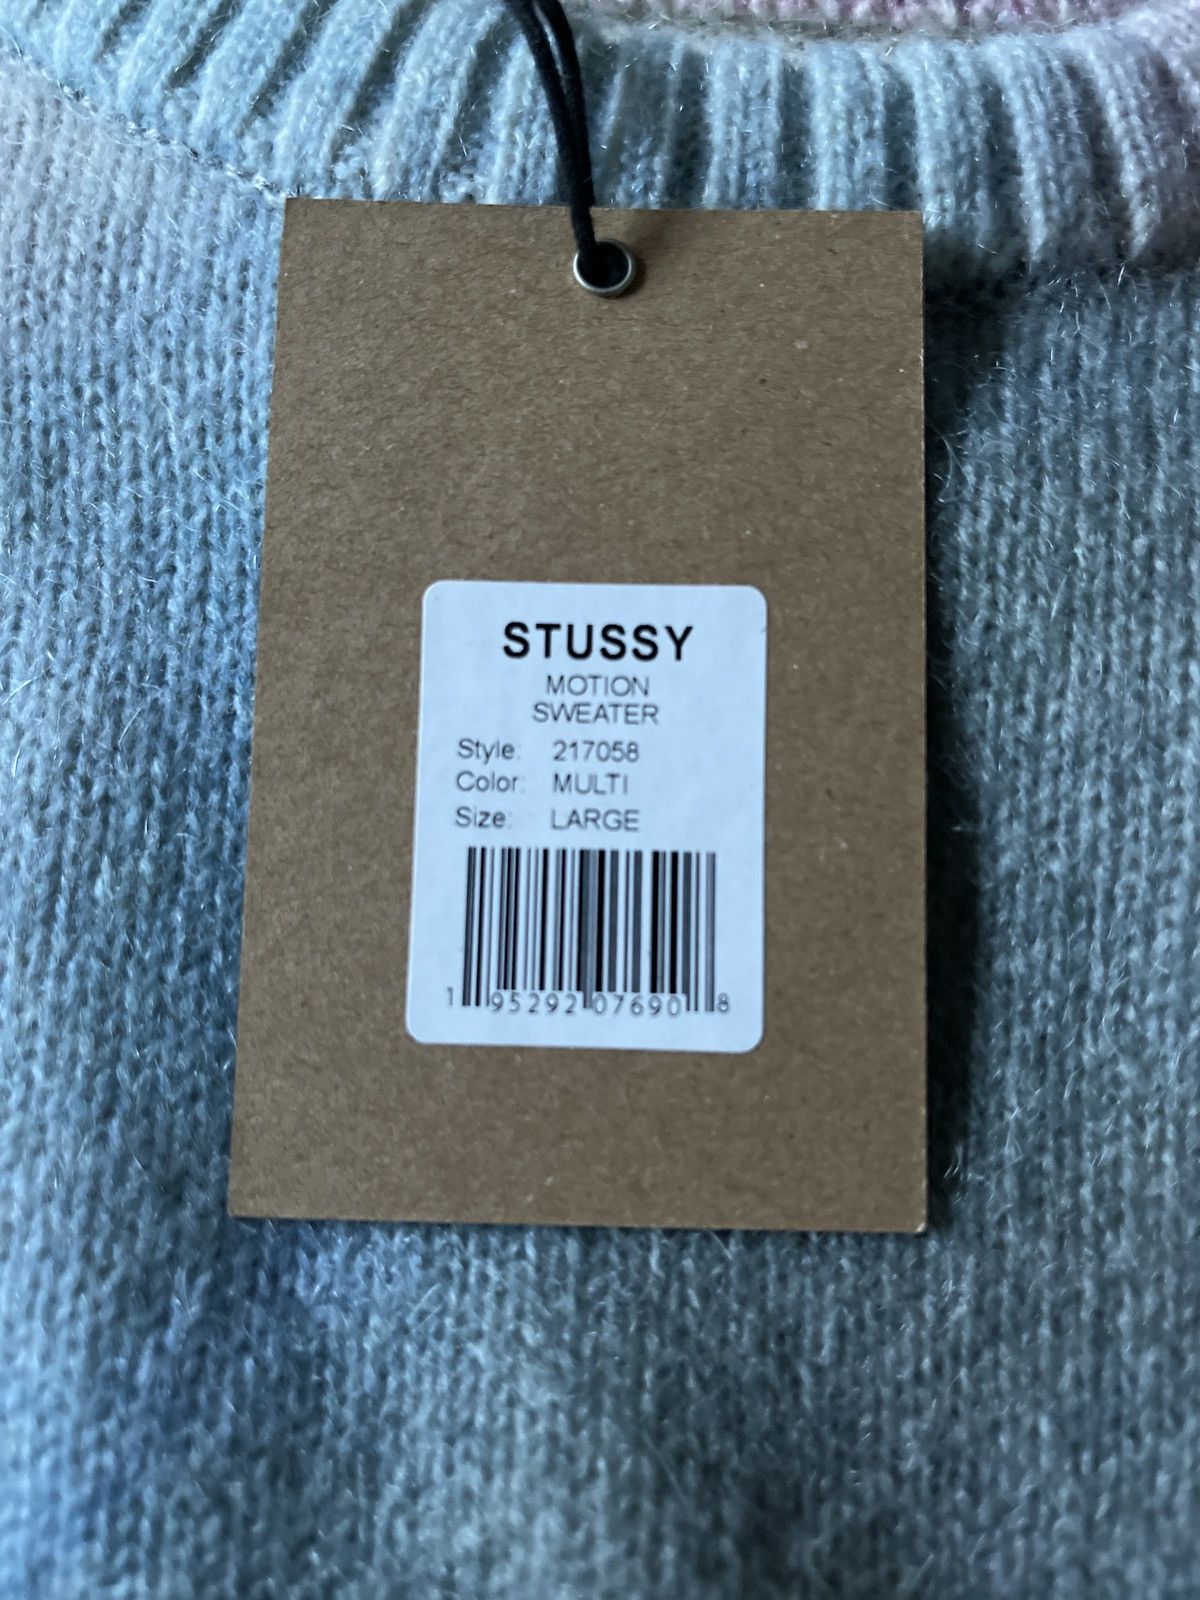 STUSSY
MOTION
SWEATER
Style: 217058
Color: MULTI
Size: LARGE
1 95292 07690 8